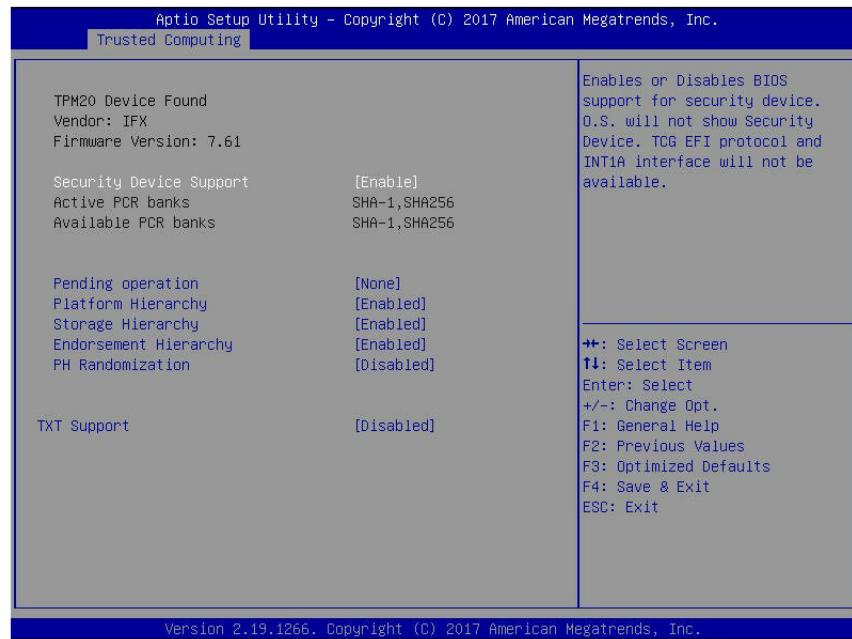 Aptio Setup Utility – Copyright (C) 2017 American Megatrends, Inc.
Trusted Computing
TPM20 Device Found
Vendor: IFX
Firmware Version: 7.61
Security Device Support [Enable]
Active PCR banks SHA-1,SHA256
Available PCR banks SHA-1,SHA256
Pending operation [None]
Platform Hierarchy [Enabled]
Storage Hierarchy [Enabled]
Endorsement Hierarchy [Enabled]
PH Randomization [Disabled]
TXT Support [Disabled]
Enables or Disables BIOS
support for security device.
O.S. will not show Security
Device. TCG EFI protocol and
INT1A interface will not be
available.
→←: Select Screen
↑↓: Select Item
Enter: Select
+/-: Change Opt.
F1: General Help
F2: Previous Values
F3: Optimized Defaults
F4: Save & Exit
ESC: Exit
Version 2.19.1266. Copyright (C) 2017 American Megatrends, Inc.